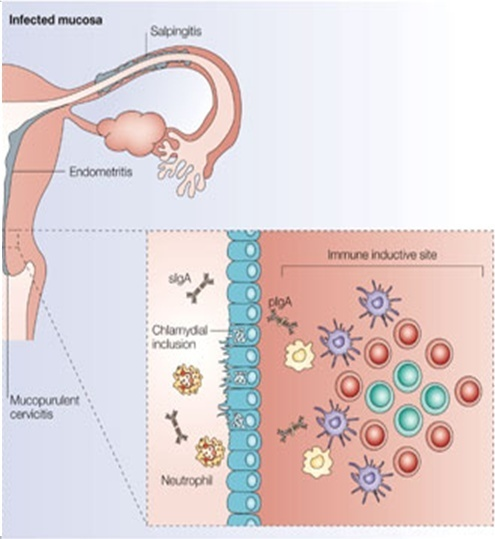 Infected mucosa
Salpingitis
Endometritis
Immune inductive site
sIgA
pIgA
Chlamydial
inclusion
Mucopurulent
cervicitis
Neutrophil